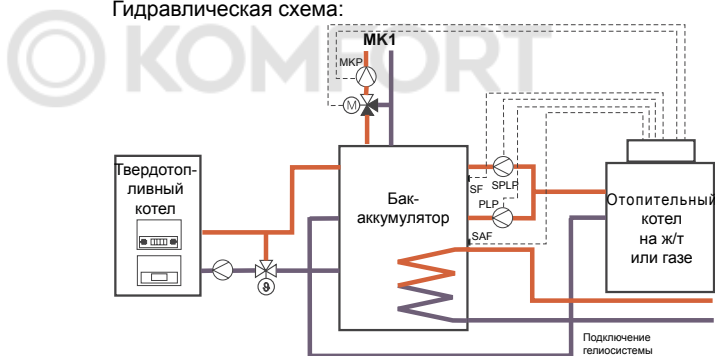 Гидравлическая схема:
KOMFORT
MK1
MKP
M
Твердотоп-
ливный
котел
Бак-
аккумулятор
SF
SPLP
PLP
SAF
Отопительный
котел
на ж/т
или газе
ϑ
Подключение
гелиосистемы